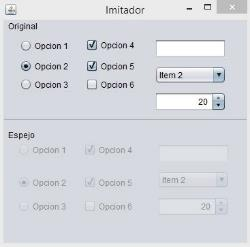 Imitador
Original
Opcion 1
Opcion 4
Opcion 2
Opcion 5
Item 2
Opcion 3
Opcion 6
20
Espejo
Opcion 1
Opcion 4
Opcion 2
Opcion 5
Item 2
Opcion 3
Opcion 6
20